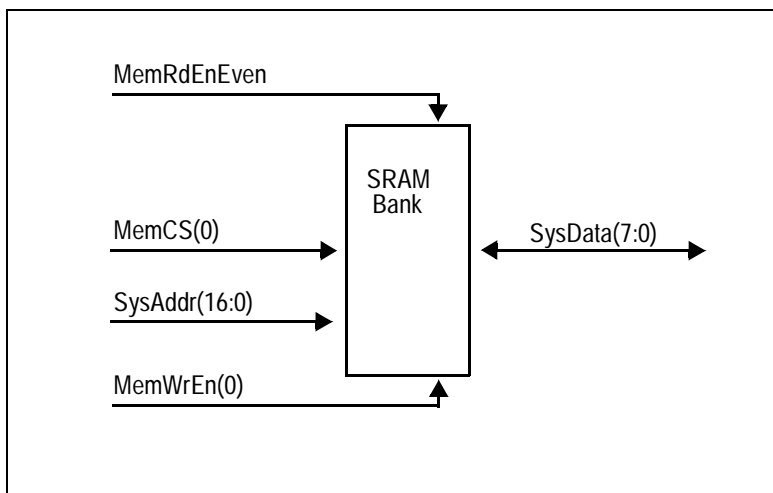 MemRdEnEven
SRAM
Bank
MemCS(0)
SysData(7:0)
SysAddr(16:0)
MemWrEn(0)